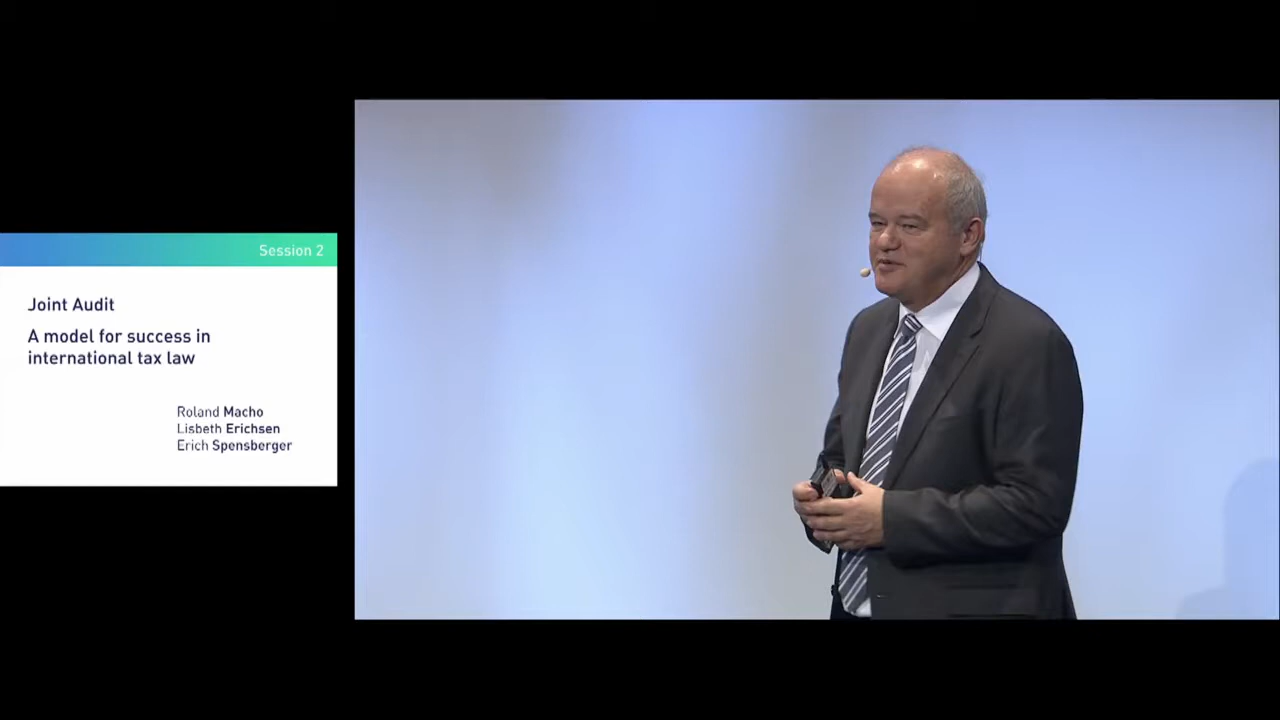 Session 2
Joint Audit
A model for success in
international tax law
Roland Macho
Lisbeth Erichsen
Erich Spensberger